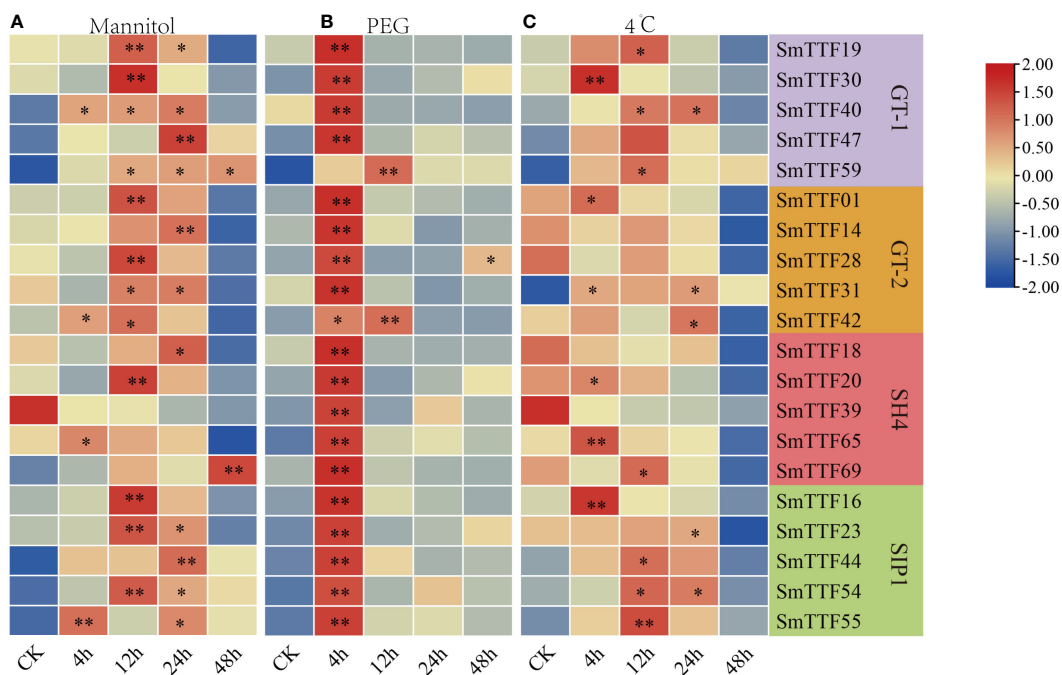 A Mannitol B PEG C 4℃
** * ** * SmTTF19
** ** ** SmTTF30
* * * ** * * SmTTF40
** ** SmTTF47
* * * ** * SmTTF59
** ** * SmTTF01
** ** SmTTF14
** ** * SmTTF28
* * ** * * SmTTF31
* * * ** * SmTTF42
* ** SmTTF18
** ** * SmTTF20
** SmTTF39
* ** ** SmTTF65
** ** * SmTTF69
** ** ** SmTTF16
** * ** * SmTTF23
** ** * SmTTF44
** * ** * * SmTTF54
** * ** ** SmTTF55
GT-1
GT-2
SH4
SIP1
CK 4h 12h 24h 48h CK 4h 12h 24h 48h CK 4h 12h 24h 48h
2.00
1.50
1.00
0.50
0.00
-0.50
-1.00
-1.50
-2.00